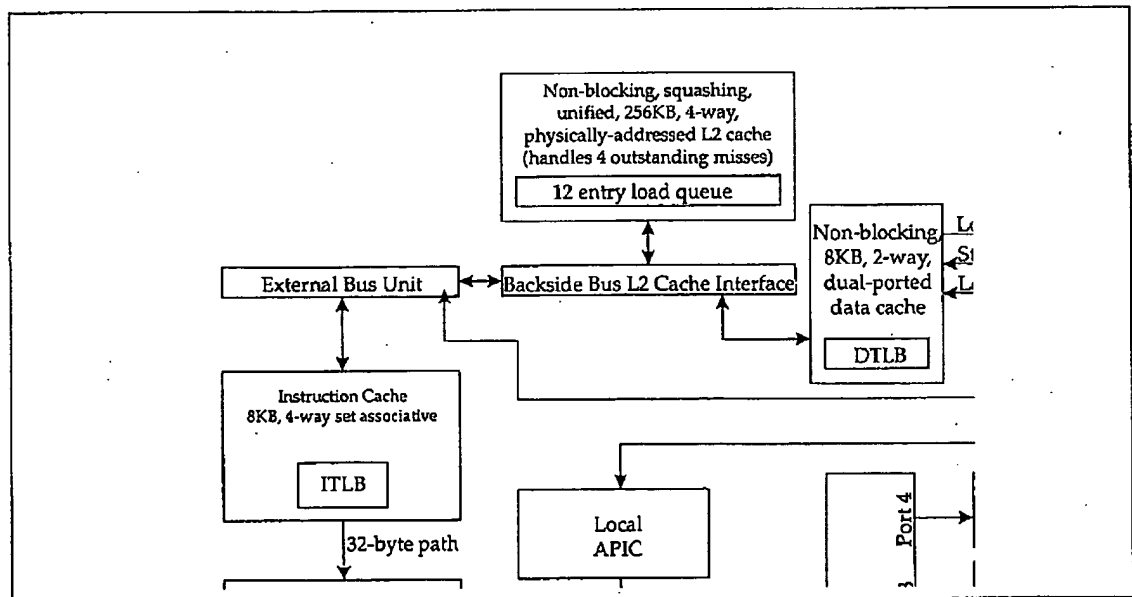 Non-blocking, squashing,
unified, 256KB, 4-way,
physically-addressed L2 cache
(handles 4 outstanding misses)
12 entry load queue
Non-blocking,
8KB, 2-way,
dual-ported
data cache
DTLB
External Bus Unit
Backside Bus L2 Cache Interface
Instruction Cache
8KB, 4-way set associative
ITLB
32-byte path
Local
APIC
Port 4